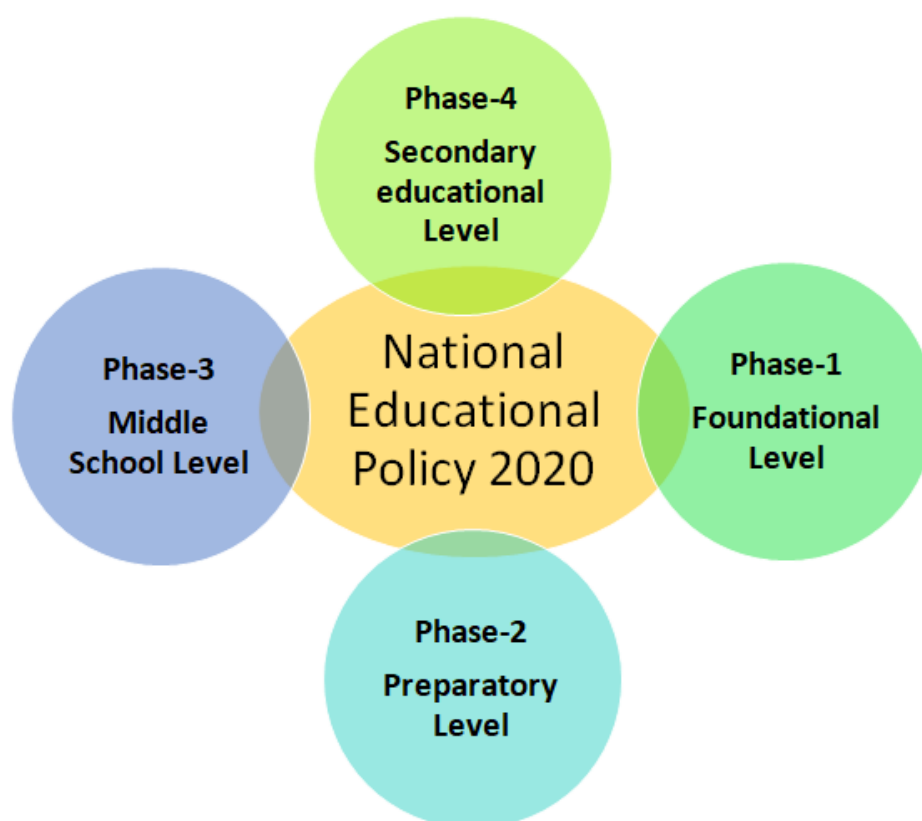 Phase-4
Secondary
educational
Level
National
Educational
Policy 2020
Phase-3
Middle
School Level
Phase-1
Foundational
Level
Phase-2
Preparatory
Level